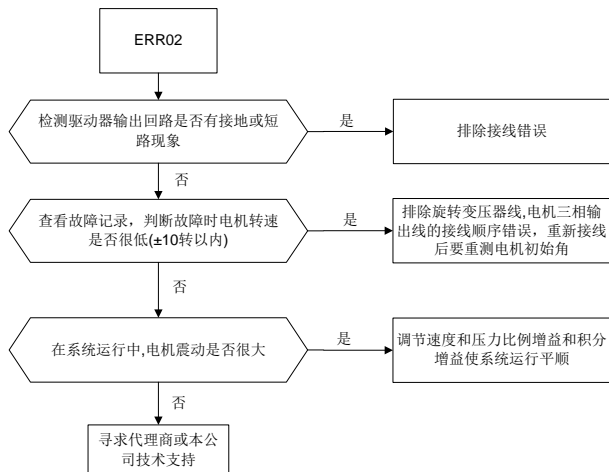 ERR02
检测驱动器输出回路是否有接地或短
路现象
是
排除接线错误
否
查看故障记录，判断故障时电机转速
是否很低(±10转以内)
是
排除旋转变压器线,电机三相输
出线的接线顺序错误，重新接线
后要重测电机初始角
否
在系统运行中,电机震动是否很大
是
调节速度和压力比例增益和积分
增益使系统运行平顺
否
寻求代理商或本公
司技术支持